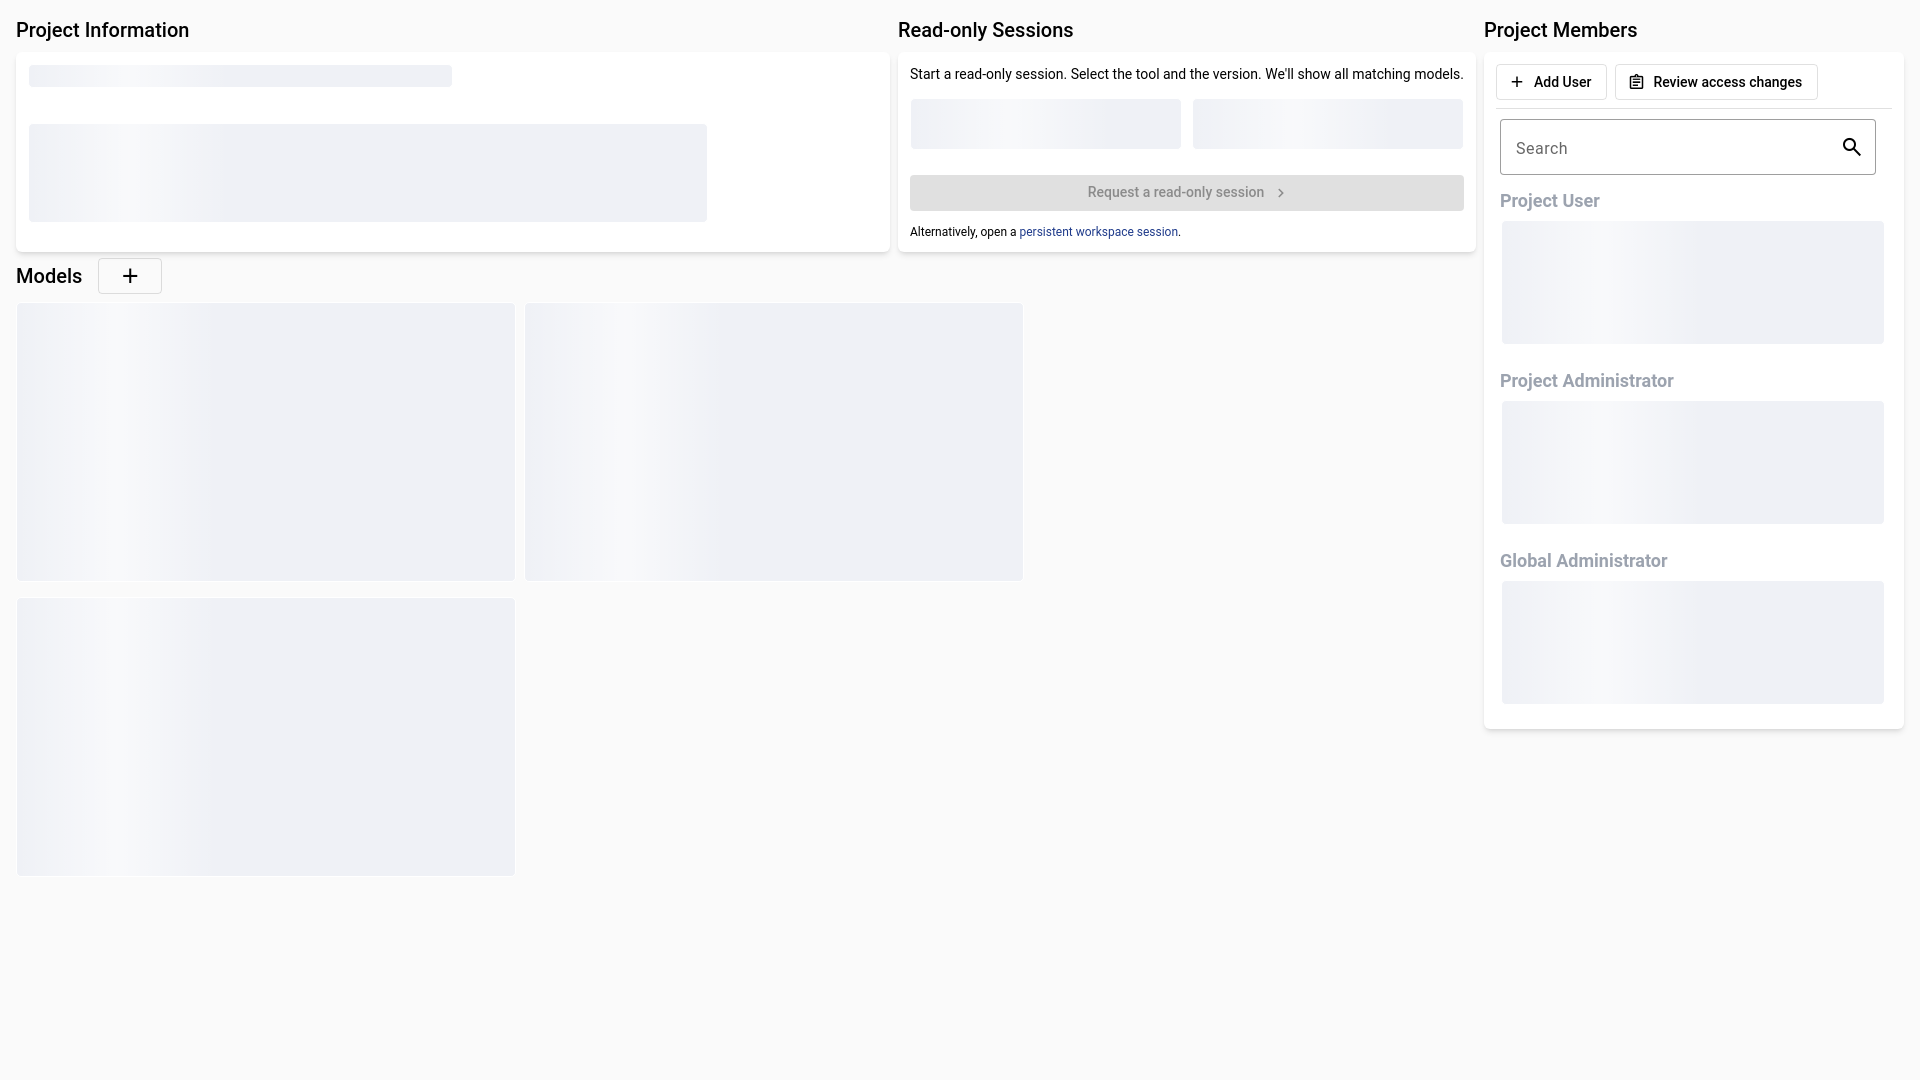 Project Information
Read-only Sessions
Start a read-only session. Select the tool and the version. We'll show all matching models.
Request a read-only session
Alternatively, open a persistent workspace session.
Models
Project Members
Add User
Review access changes
Search
Project User
Project Administrator
Global Administrator